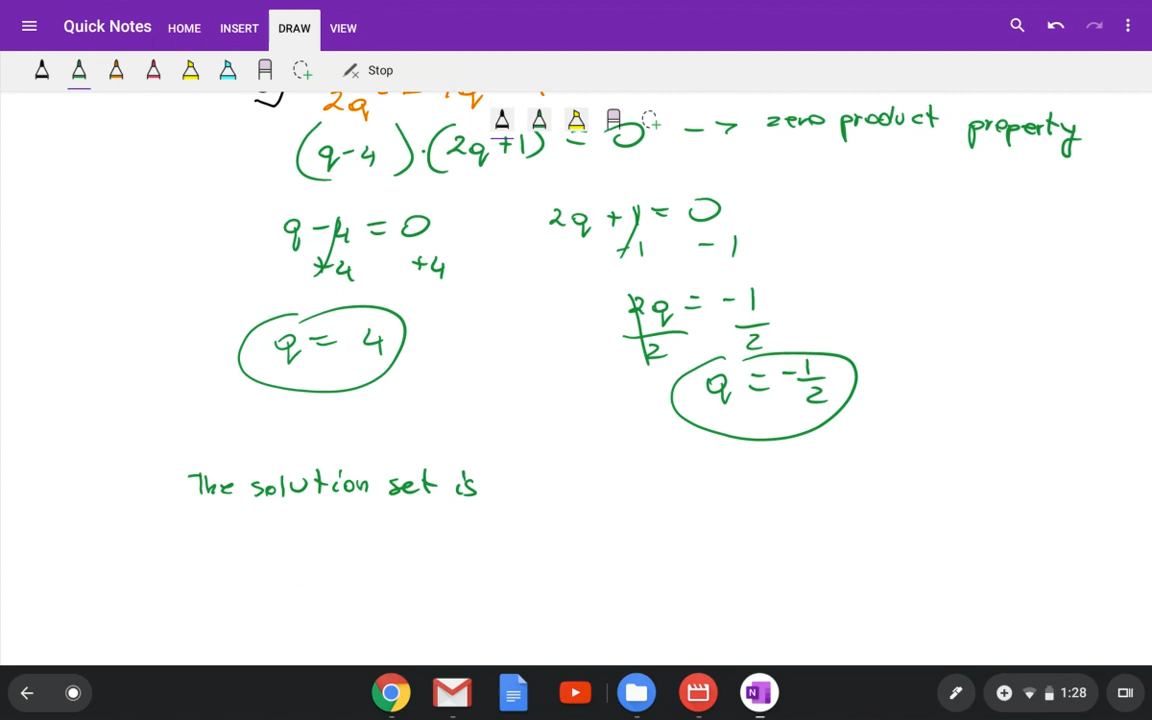 Quick Notes HOME INSERT DRAW VIEW
Stop
2q
(q-4)·(2q+1) = 0 -> zero product property
q - 4 = 0 2q + 1 = 0
+4 +4 -1 - 1
2q = -1
2 2
q = 4
q = -1/2
The solution set is
1:28